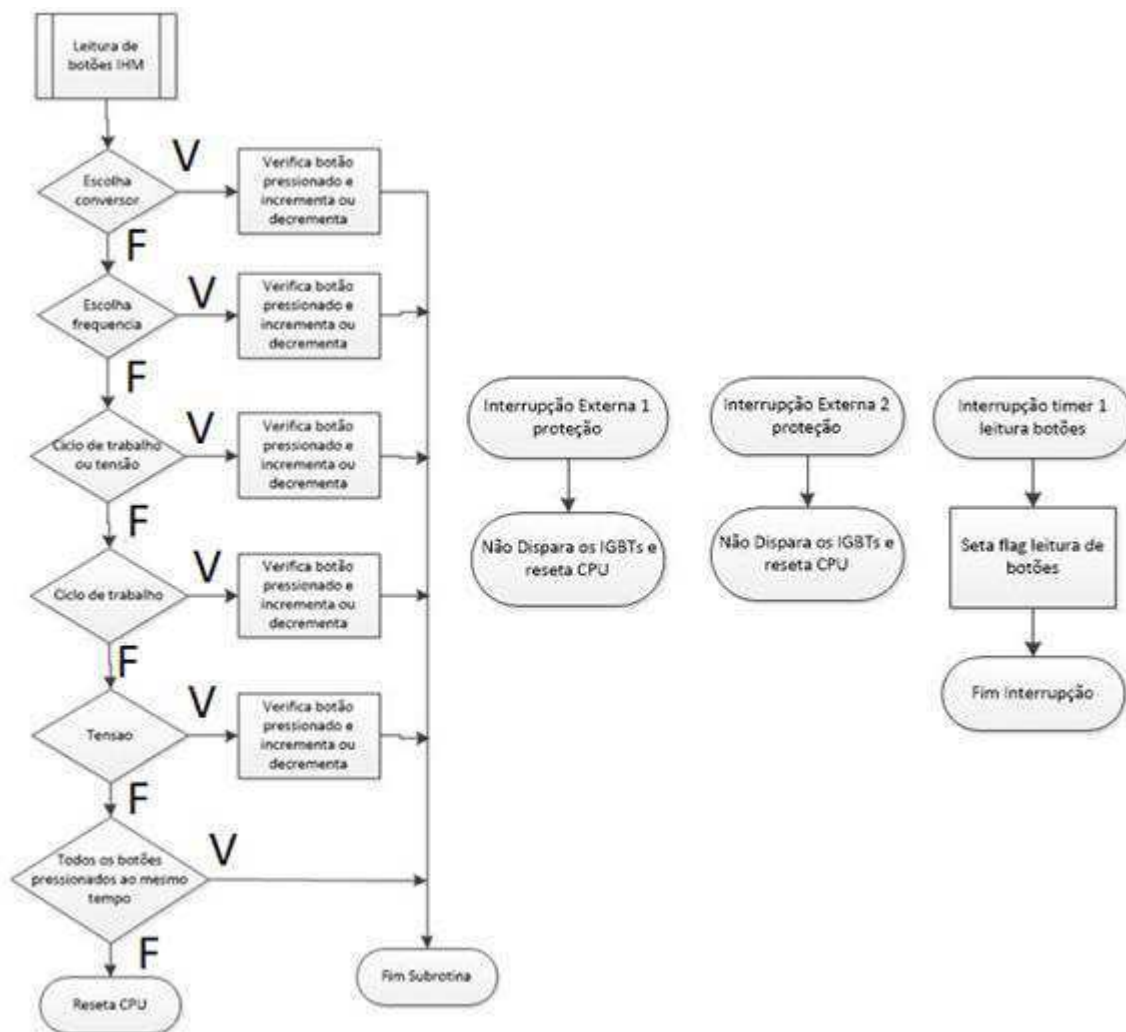 Leitura de
botões IHM
Escolha
conversor
V
Verifica botão
pressionado e
incrementa ou
decrementa
F
Escolha
frequencia
V
Verifica botão
pressionado e
incrementa ou
decrementa
F
Ciclo de trabalho
ou tensão
V
Verifica botão
pressionado e
incrementa ou
decrementa
F
Ciclo de trabalho
V
Verifica botão
pressionado e
incrementa ou
decrementa
F
Tensao
V
Verifica botão
pressionado e
incrementa ou
decrementa
F
Todos os botões
pressionados ao mesmo
tempo
V
F
Reseta CPU
Fim Subrotina
Interrupção Externa 1
proteção
Não Dispara os IGBTs e
reseta CPU
Interrupção Externa 2
proteção
Não Dispara os IGBTs e
reseta CPU
Interrupção timer 1
leitura botões
Seta flag leitura de
botões
Fim Interrupção